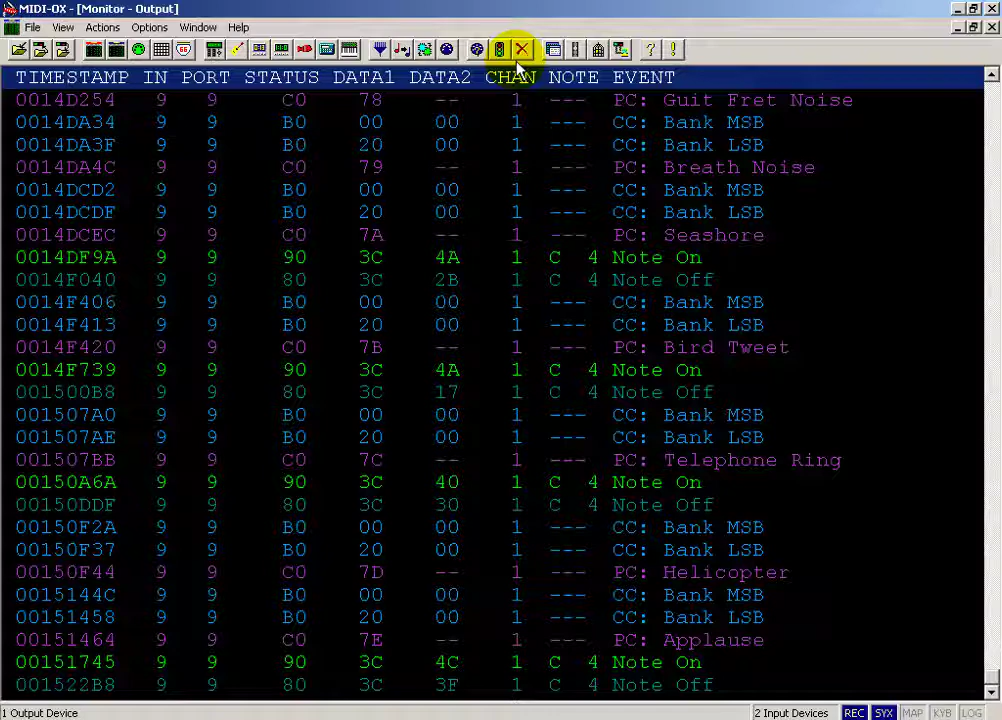 MIDI-OX - [Monitor - Output]
File View Actions Options Window Help
TIMESTAMP IN PORT STATUS DATA1 DATA2 CHAN NOTE EVENT
0014D254 9 9 C0 78 -- 1 --- PC: Guit Fret Noise
0014DA34 9 9 B0 00 00 1 --- CC: Bank MSB
0014DA3F 9 9 B0 20 00 1 --- CC: Bank LSB
0014DA4C 9 9 C0 79 -- 1 --- PC: Breath Noise
0014DCD2 9 9 B0 00 00 1 --- CC: Bank MSB
0014DCDF 9 9 B0 20 00 1 --- CC: Bank LSB
0014DCEC 9 9 C0 7A -- 1 --- PC: Seashore
0014DF9A 9 9 90 3C 4A 1 C 4 Note On
0014F040 9 9 80 3C 2B 1 C 4 Note Off
0014F406 9 9 B0 00 00 1 --- CC: Bank MSB
0014F413 9 9 B0 20 00 1 --- CC: Bank LSB
0014F420 9 9 C0 7B -- 1 --- PC: Bird Tweet
0014F739 9 9 90 3C 4A 1 C 4 Note On
001500B8 9 9 80 3C 17 1 C 4 Note Off
001507A0 9 9 B0 00 00 1 --- CC: Bank MSB
001507AE 9 9 B0 20 00 1 --- CC: Bank LSB
001507BB 9 9 C0 7C -- 1 --- PC: Telephone Ring
00150A6A 9 9 90 3C 40 1 C 4 Note On
00150DDF 9 9 80 3C 30 1 C 4 Note Off
00150F2A 9 9 B0 00 00 1 --- CC: Bank MSB
00150F37 9 9 B0 20 00 1 --- CC: Bank LSB
00150F44 9 9 C0 7D -- 1 --- PC: Helicopter
0015144C 9 9 B0 00 00 1 --- CC: Bank MSB
00151458 9 9 B0 20 00 1 --- CC: Bank LSB
00151464 9 9 C0 7E -- 1 --- PC: Applause
00151745 9 9 90 3C 4C 1 C 4 Note On
001522B8 9 9 80 3C 3F 1 C 4 Note Off
1 Output Device 2 Input Devices REC SYX MAP KYB LOG